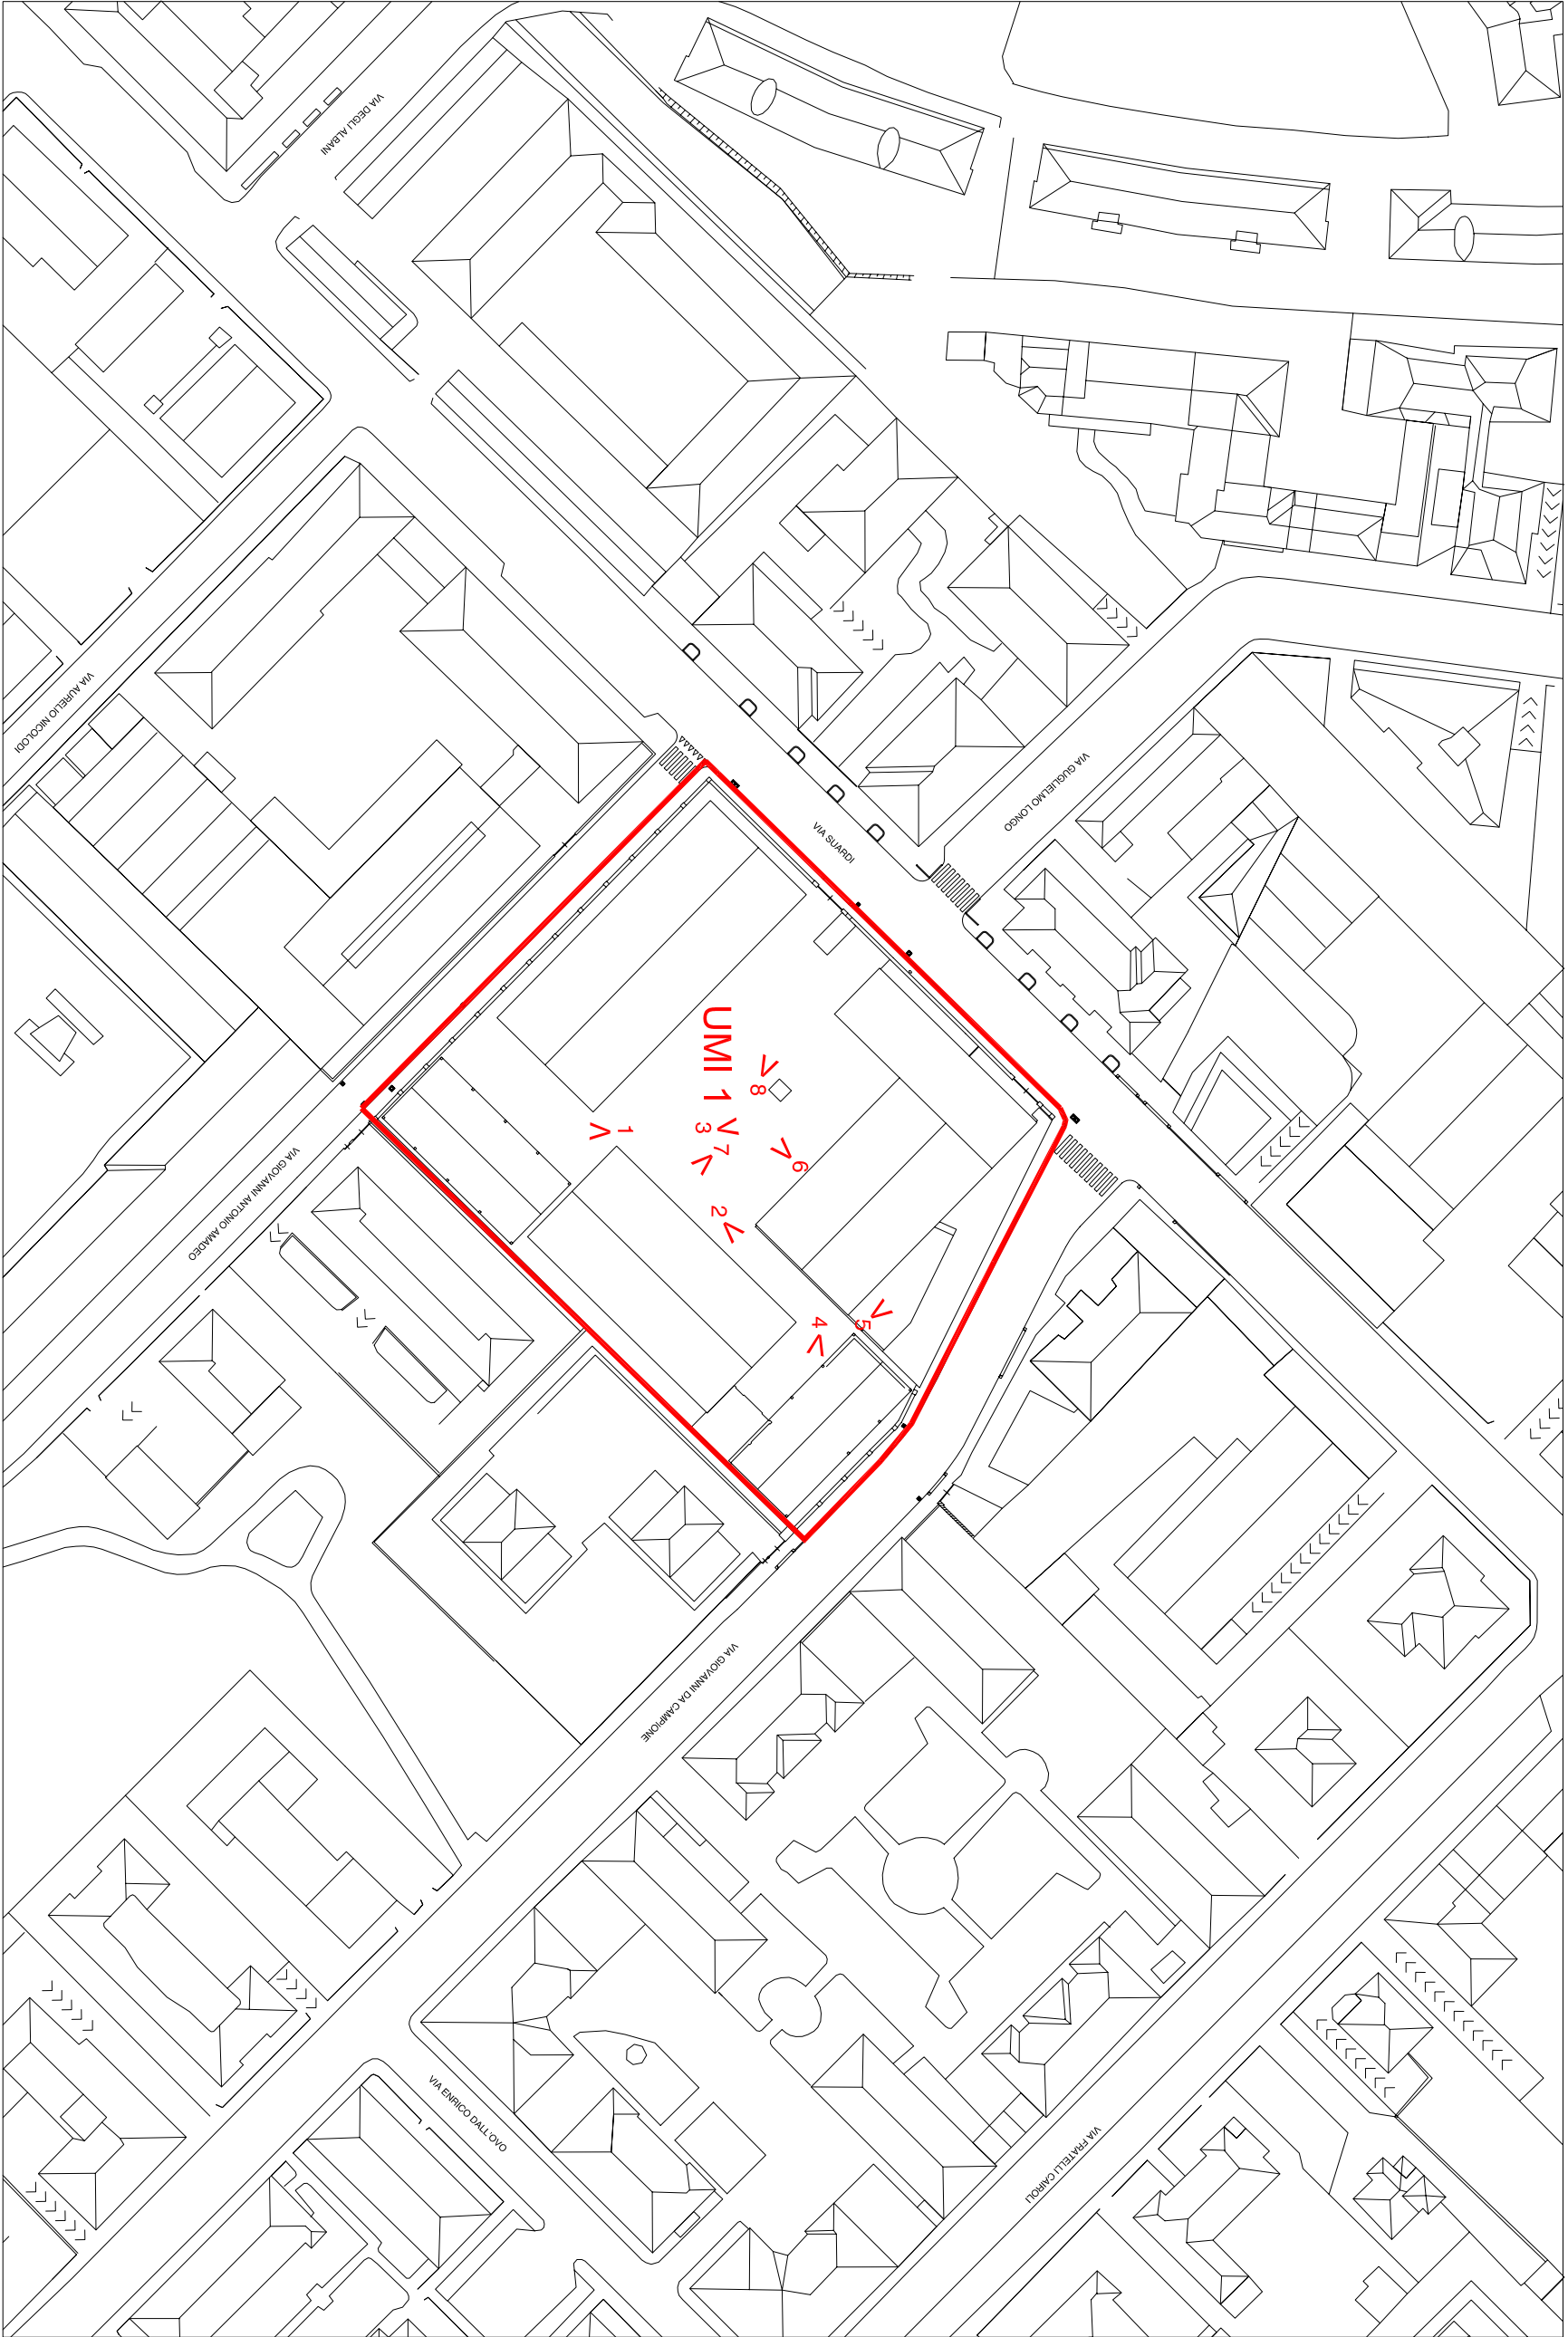 VIA DEGLI ALBANI
VIA AURELIO NICOLODI
VIA SUARDI
VIA GUGLIELMO LONGO
UMI 1
8
3
1
7
6
2
4
5
VIA GIOVANNI ANTONIO AMADEO
VIA GIOVANNI DA CAMPIONE
VIA ENRICO DALL'OVO
VIA FRATELLI CAIROLI